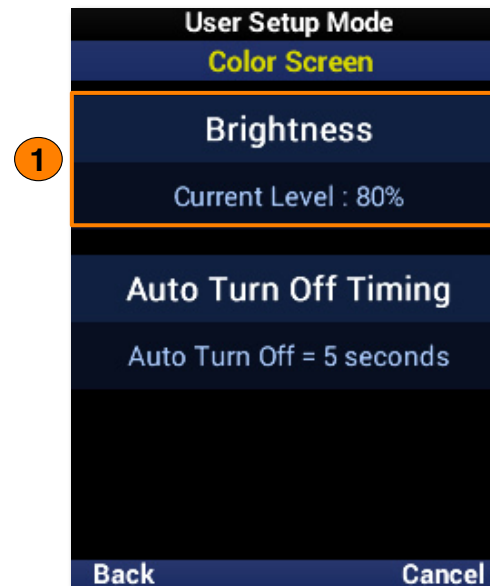 User Setup Mode
Color Screen
1
Brightness
Current Level : 80%
Auto Turn Off Timing
Auto Turn Off = 5 seconds
Back Cancel